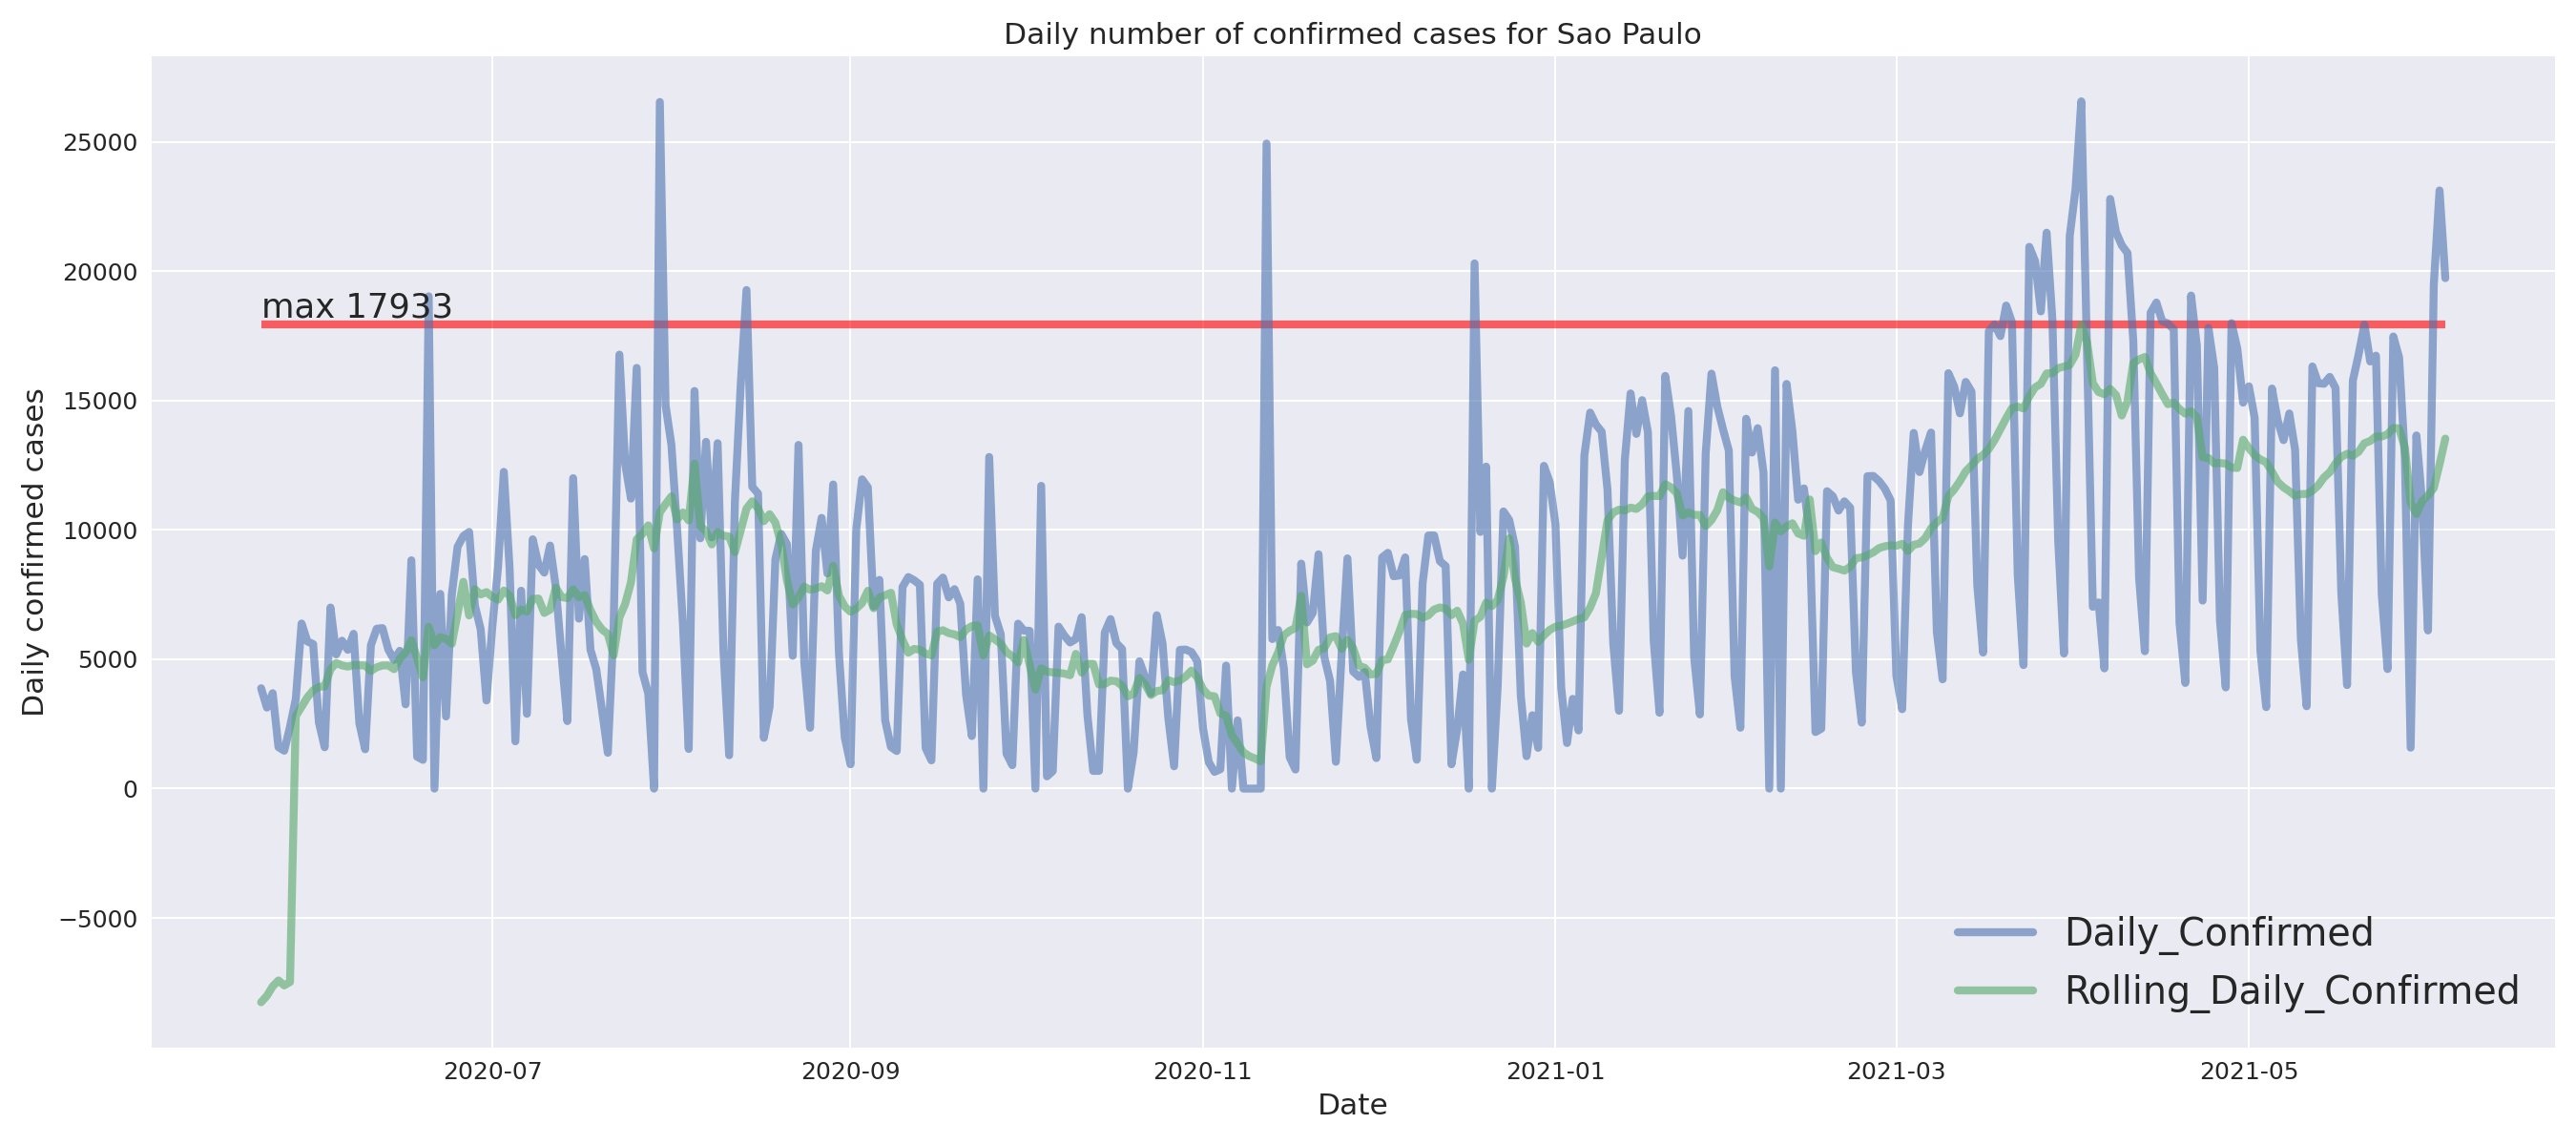 Daily number of confirmed cases for Sao Paulo
Daily confirmed cases
25000
20000
15000
10000
5000
0
−5000
max 17933
Daily_Confirmed
Rolling_Daily_Confirmed
2020-07
2020-09
2020-11
2021-01
2021-03
2021-05
Date